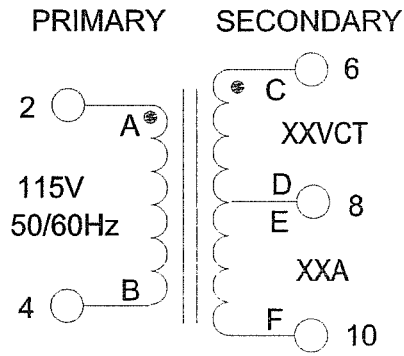 PRIMARY SECONDARY
6
2
C
A
XXVCT
D
115V
8
E
50/60Hz
XXA
B
4
F
10